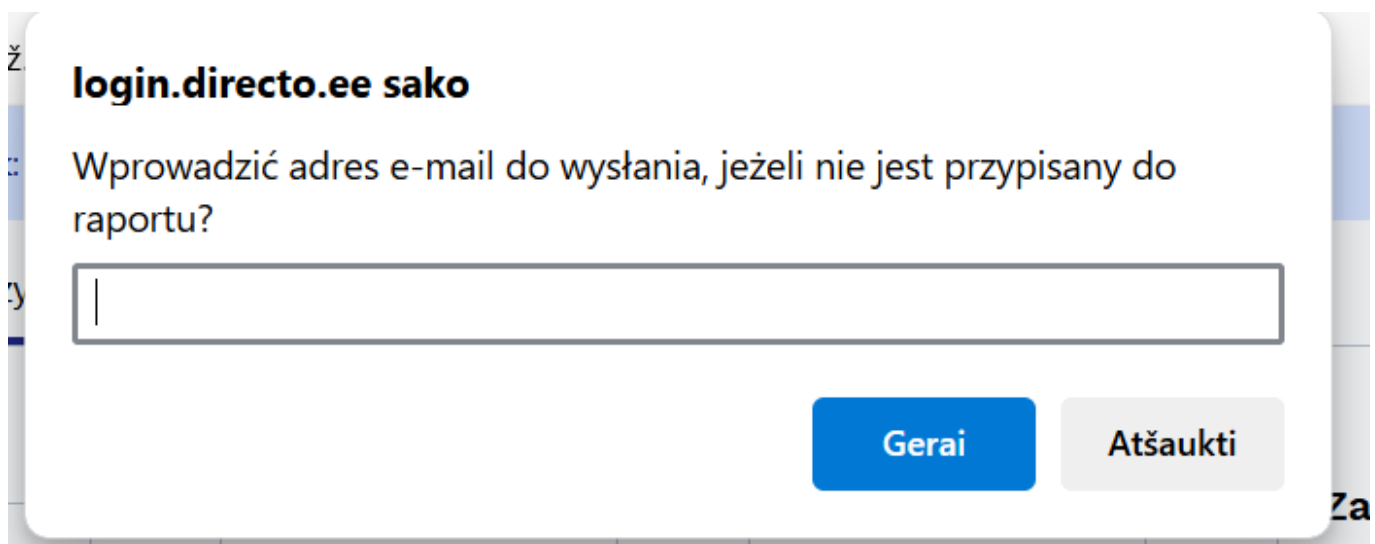 ž.
login.directo.ee sako
Wprowadzić adres e-mail do wysłania, jeżeli nie jest przypisany do
raportu?
Gerai
Atšaukti
Za